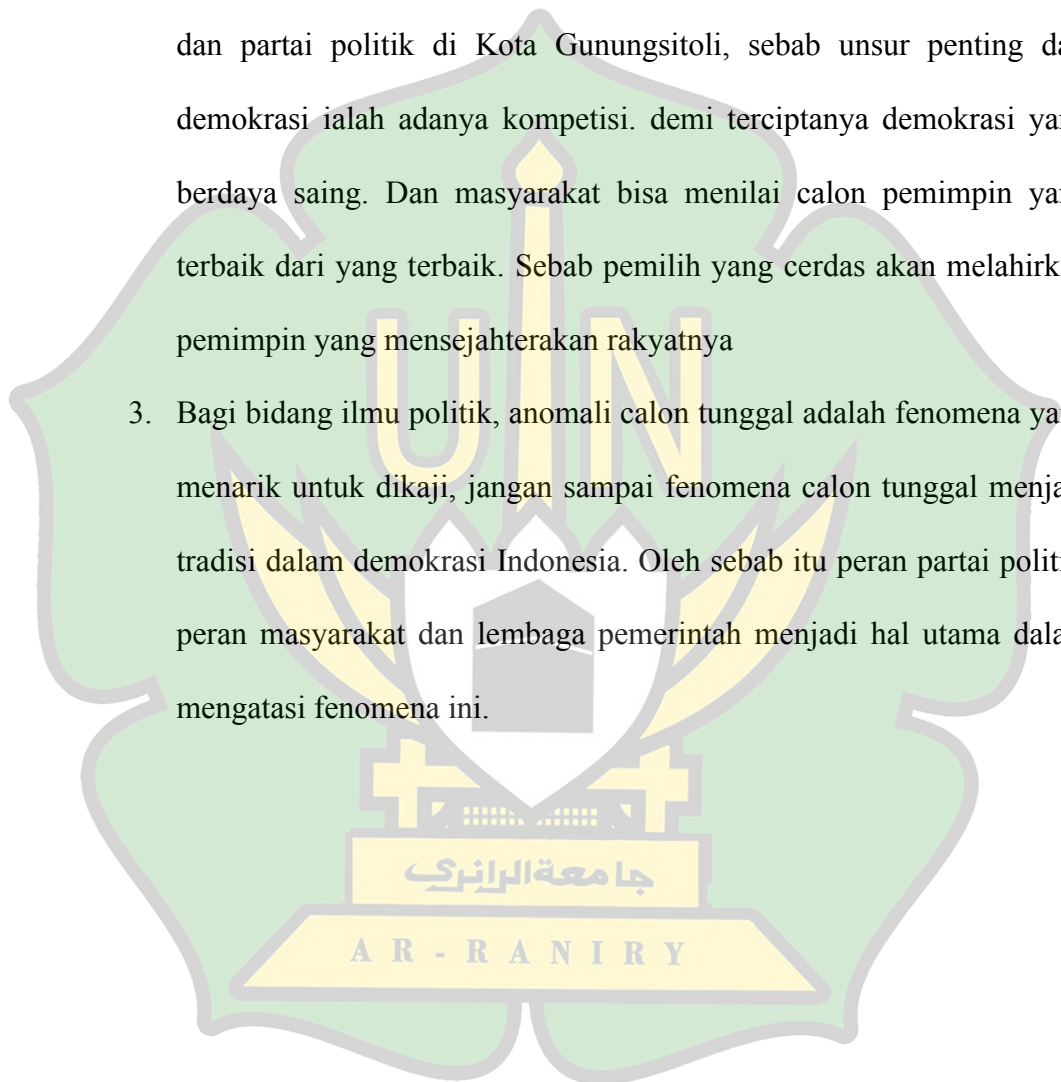 dan partai politik di Kota Gunungsitoli, sebab unsur penting da
demokrasi ialah adanya kompetisi. demi terciptanya demokrasi yan
berdaya saing. Dan masyarakat bisa menilai calon pemimpin yan
terbaik dari yang terbaik. Sebab pemilih yang cerdas akan melahirk
pemimpin yang mensejahterakan rakyatnya
3. Bagi bidang ilmu politik, anomali calon tunggal adalah fenomena yan
menarik untuk dikaji, jangan sampai fenomena calon tunggal menja
tradisi dalam demokrasi Indonesia. Oleh sebab itu peran partai politi
peran masyarakat dan lembaga pemerintah menjadi hal utama dala
mengatasi fenomena ini.
UIN
جامعة الرانري
AR-RANIRY